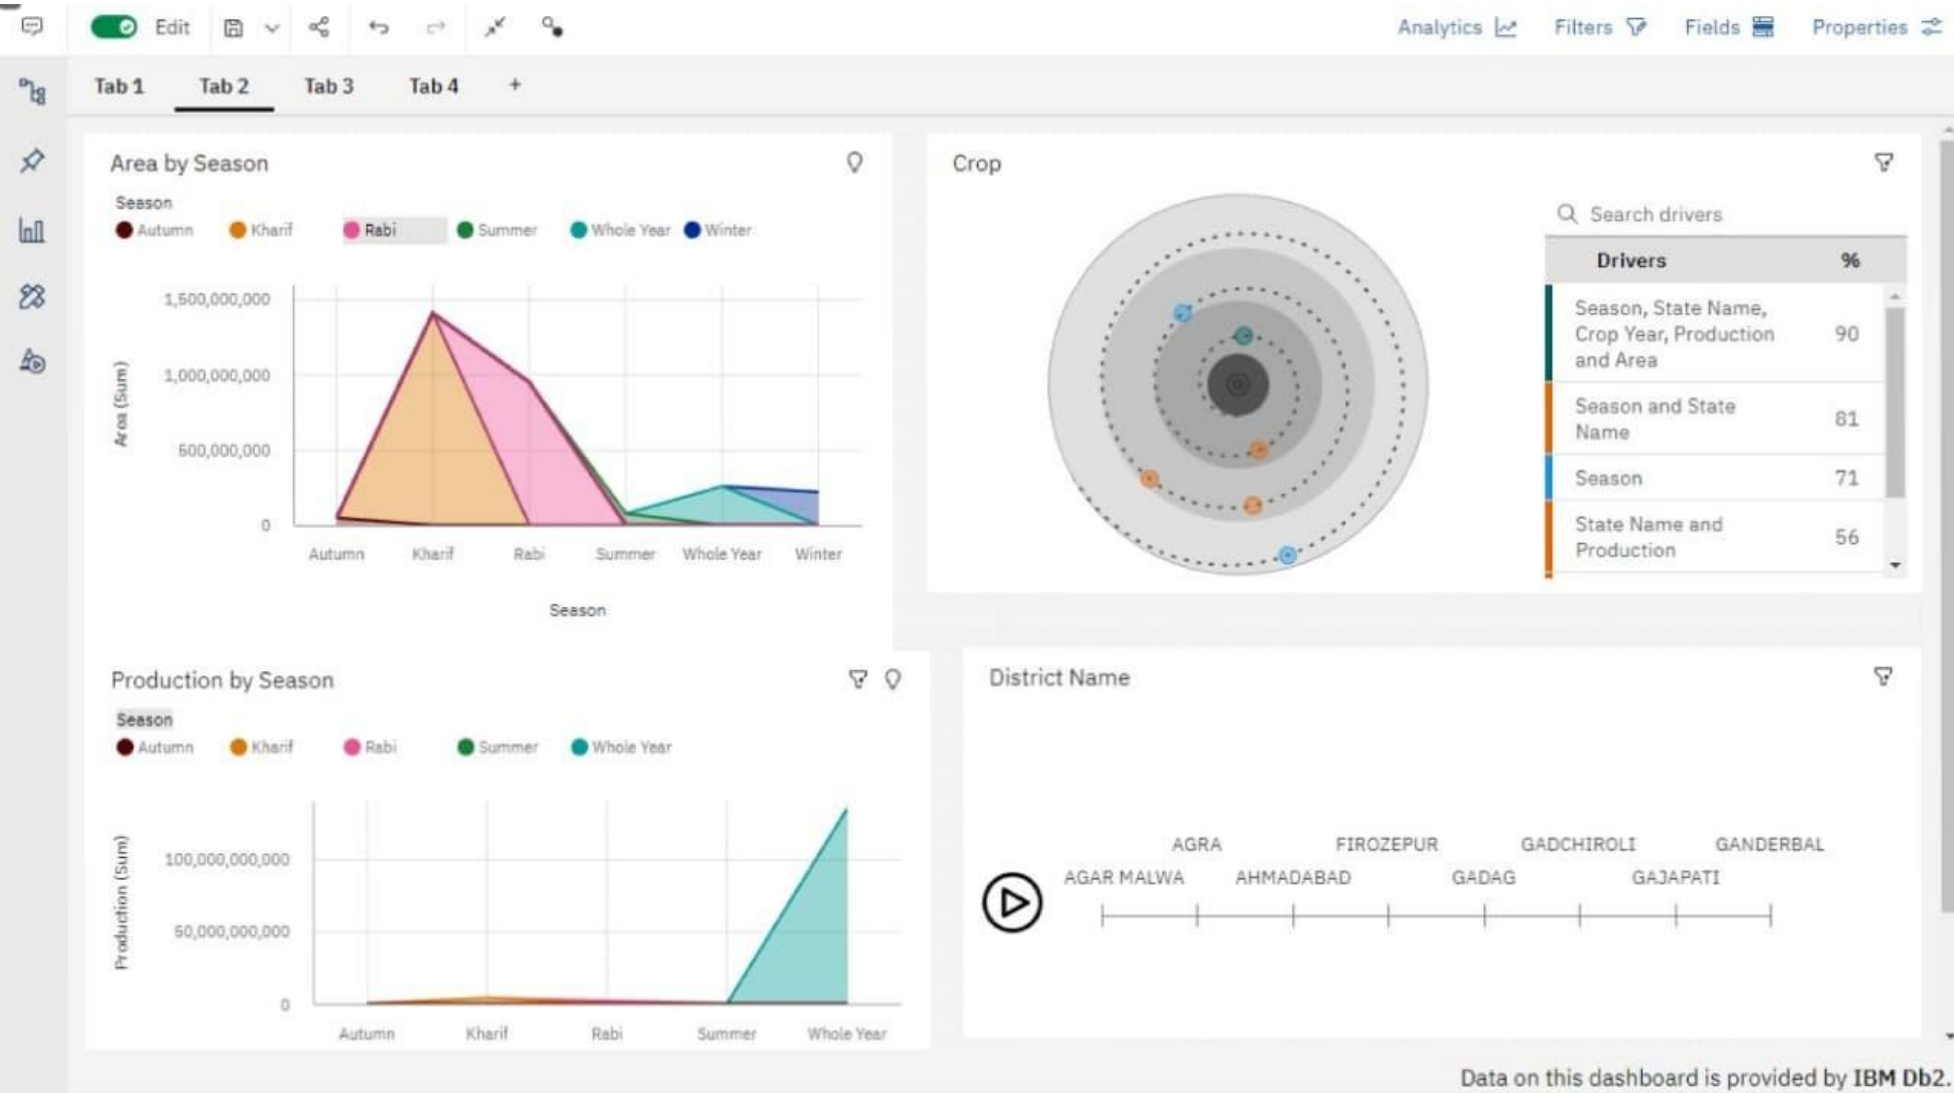 Edit
Analytics
Filters
Fields
Properties
Tab 1
Tab 2
Tab 3
Tab 4
+
Area by Season
Season
Autumn
Kharif
Rabi
Summer
Whole Year
Winter
Area (Sum)
1,500,000,000
1,000,000,000
500,000,000
0
Autumn
Kharif
Rabi
Summer
Whole Year
Winter
Season
Crop
Search drivers
Drivers %
Season, State Name,
Crop Year, Production
and Area
90
Season and State
Name
81
Season 71
State Name and
Production
56
Production by Season
Season
Autumn
Kharif
Rabi
Summer
Whole Year
Production (Sum)
100,000,000,000
50,000,000,000
0
Autumn
Kharif
Rabi
Summer
Whole Year
District Name
AGRA
FIROZEPUR
GADCHIROLI
GANDERBAL
AGAR MALWA
AHMADABAD
GADAG
GAJAPATI
Data on this dashboard is provided by IBM Db2.